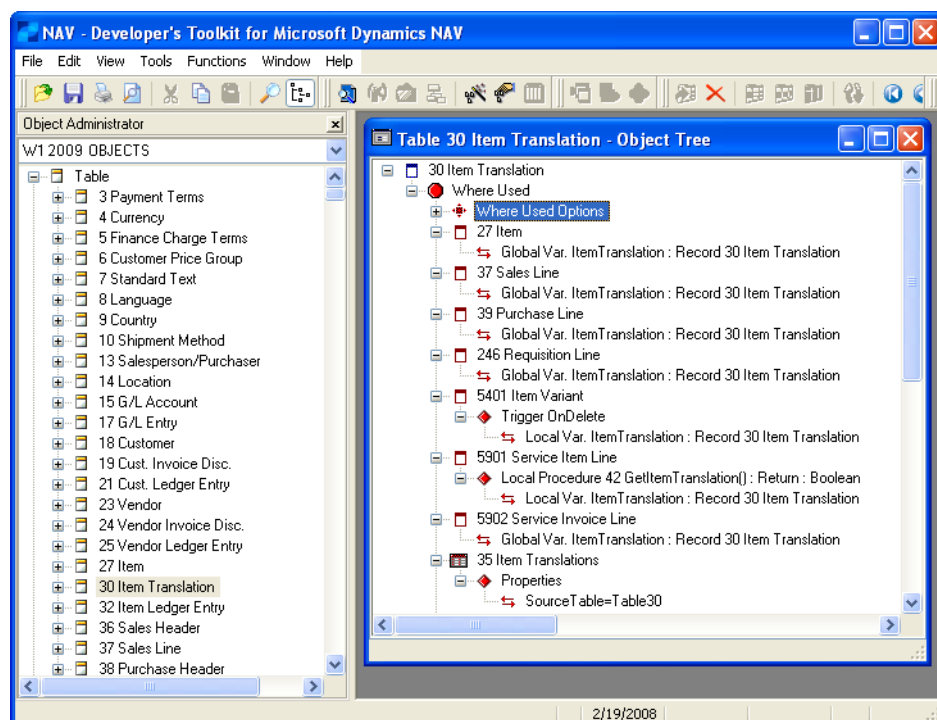 NAV - Developer's Toolkit for Microsoft Dynamics NAV
File Edit View Tools Functions Window Help
Object Administrator
W1 2009 OBJECTS
Table
3 Payment Terms
4 Currency
5 Finance Charge Terms
6 Customer Price Group
7 Standard Text
8 Language
9 Country
10 Shipment Method
13 Salesperson/Purchaser
14 Location
15 G/L Account
17 G/L Entry
18 Customer
19 Cust. Invoice Disc.
21 Cust. Ledger Entry
23 Vendor
24 Vendor Invoice Disc.
25 Vendor Ledger Entry
27 Item
30 Item Translation
32 Item Ledger Entry
36 Sales Header
37 Sales Line
38 Purchase Header
Table 30 Item Translation - Object Tree
30 Item Translation
Where Used
Where Used Options
27 Item
Global Var. ItemTranslation : Record 30 Item Translation
37 Sales Line
Global Var. ItemTranslation : Record 30 Item Translation
39 Purchase Line
Global Var. ItemTranslation : Record 30 Item Translation
246 Requisition Line
Global Var. ItemTranslation : Record 30 Item Translation
5401 Item Variant
Trigger OnDelete
Local Var. ItemTranslation : Record 30 Item Translation
5901 Service Item Line
Local Procedure 42 GetItemTranslation() : Return : Boolean
Local Var. ItemTranslation : Record 30 Item Translation
5902 Service Invoice Line
Global Var. ItemTranslation : Record 30 Item Translation
35 Item Translations
Properties
SourceTable=Table30
2/19/2008